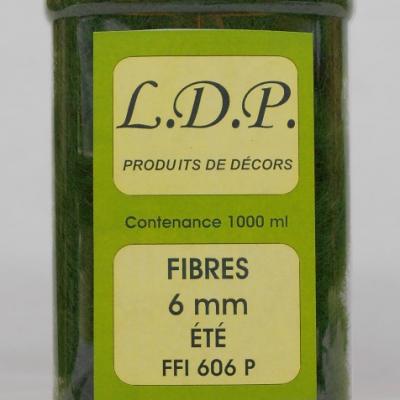 L.D.P.
PRODUITS DE DÉCORS
Contenance 1000 ml
FIBRES
6 mm
ÉTÉ
FFI 606 P